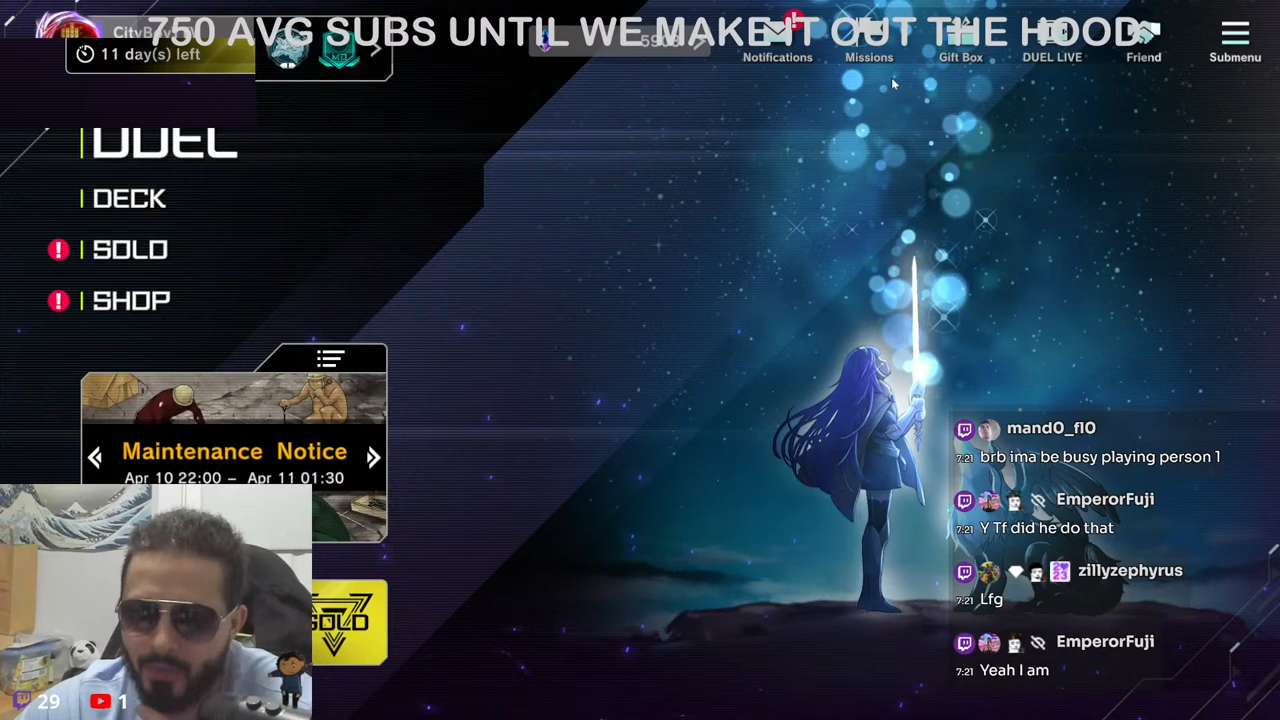 750 AVG SUBS UNTIL WE MAKE IT OUT THE HOOD
11 day(s) left
Notifications
Missions
Gift Box
DUEL LIVE
Friend
Submenu
DUEL
DECK
SOLO
SHOP
Maintenance Notice
Apr 10 22:00 – Apr 11 01:30
mand0_fl0
7:21 brb ima be busy playing person 1
EmperorFuji
7:21 Y Tf did he do that
zillyzephyrus
7:21 Lfg
EmperorFuji
7:21 Yeah I am
29
1